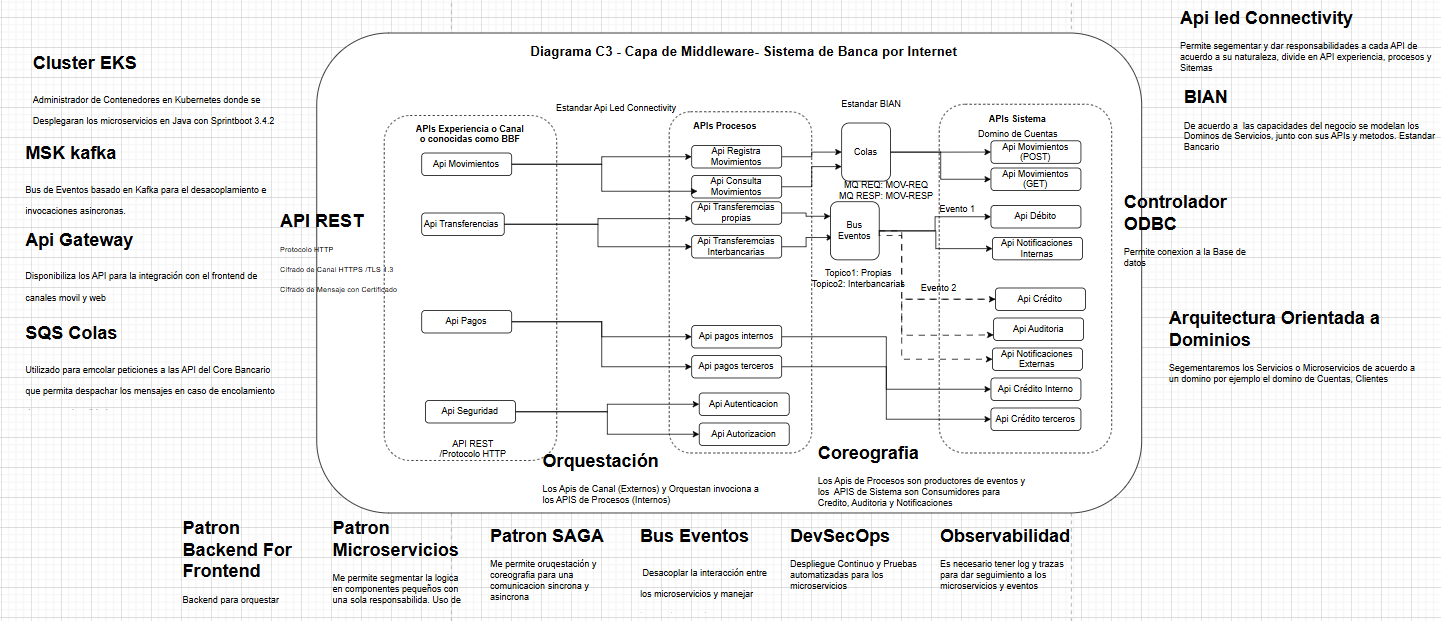 Cluster EKS
Administrador de Contenedores en Kubernetes donde se
Desplegaran los microservicios en Java con Sprintboot 3.4.2
MSK kafka
Bus de Eventos basado en Kafka para el desacoplamiento e
invocaciones asincronas.
Api Gateway
Disponibiliza los API para la integración con el frontend de
canales movil y web
SQS Colas
Utilizado para emcolar peticiones a las API del Core Bancario
que permita despachar los mensajes en caso de encolamiento
API REST
Protocolo HTTP
Cifrado de Canal HTTPS /TLS 1.3
Cifrado de Mensaje con Certificado
Diagrama C3 - Capa de Middleware- Sistema de Banca por Internet
Estandar Api Led Connectivity
Estandar BIAN
APIs Experiencia o Canal
o conocidas como BBF
Api Movimientos
Api Transferencias
Api Pagos
Api Seguridad
API REST
/Protocolo HTTP
APIs Procesos
Api Registra
Movimientos
Api Consulta
Movimientos
Api Transferemcias
propias
Api Transferemcias
Interbancarias
Api pagos internos
Api pagos terceros
Api Autenticacion
Api Autorizacion
Colas
MQ REQ: MOV-REQ
MQ RESP: MOV-RESP
Bus
Eventos
Topico1: Propias
Topico2: Interbancarias
Evento 1
Evento 2
APIs Sistema
Domino de Cuentas
Api Movimientos
(POST)
Api Movimientos
(GET)
Api Débito
Api Notificaciones
Internas
Api Crédito
Api Auditoria
Api Notificaciones
Externas
Api Crédito Interno
Api Crédito terceros
Orquestación
Los Apis de Canal (Externos) y Orquestan invociona a
los APIS de Procesos (Internos)
Coreografia
Los Apis de Procesos son productores de eventos y
los APIS de Sistema son Consumidores para
Credito, Auditoria y Notificaciones
Api led Connectivity
Permite segementar y dar responsabilidades a cada API de
acuerdo a su naturaleza, divide en API experiencia, procesos y
Sitemas
BIAN
De acuerdo a las capacidades del negocio se modelan los
Dominos de Servicios, junto con sus APIs y metodos. Estandar
Bancario
Controlador
ODBC
Permite conexion a la Base de
datos
Arquitectura Orientada a
Dominios
Segementaremos los Servicios o Microservicios de acuerdo a
un domino por ejemplo el domino de Cuentas, Clientes
Patron
Backend For
Frontend
Backend para orquestar
Patron
Microservicios
Me permite segmentar la logica
en componentes pequeños con
una sola responsabilida. Uso de
Patron SAGA
Me permite oruqestación y
coreografia para una
comunicacion sincrona y
asincrona
Bus Eventos
Desacoplar la interacción entre
los microservicios y manejar
DevSecOps
Despliegue Continuo y Pruebas
automatizadas para los
microservicios
Observabilidad
Es necesario tener log y trazas
para dar seguimiento a los
microservicios y eventos